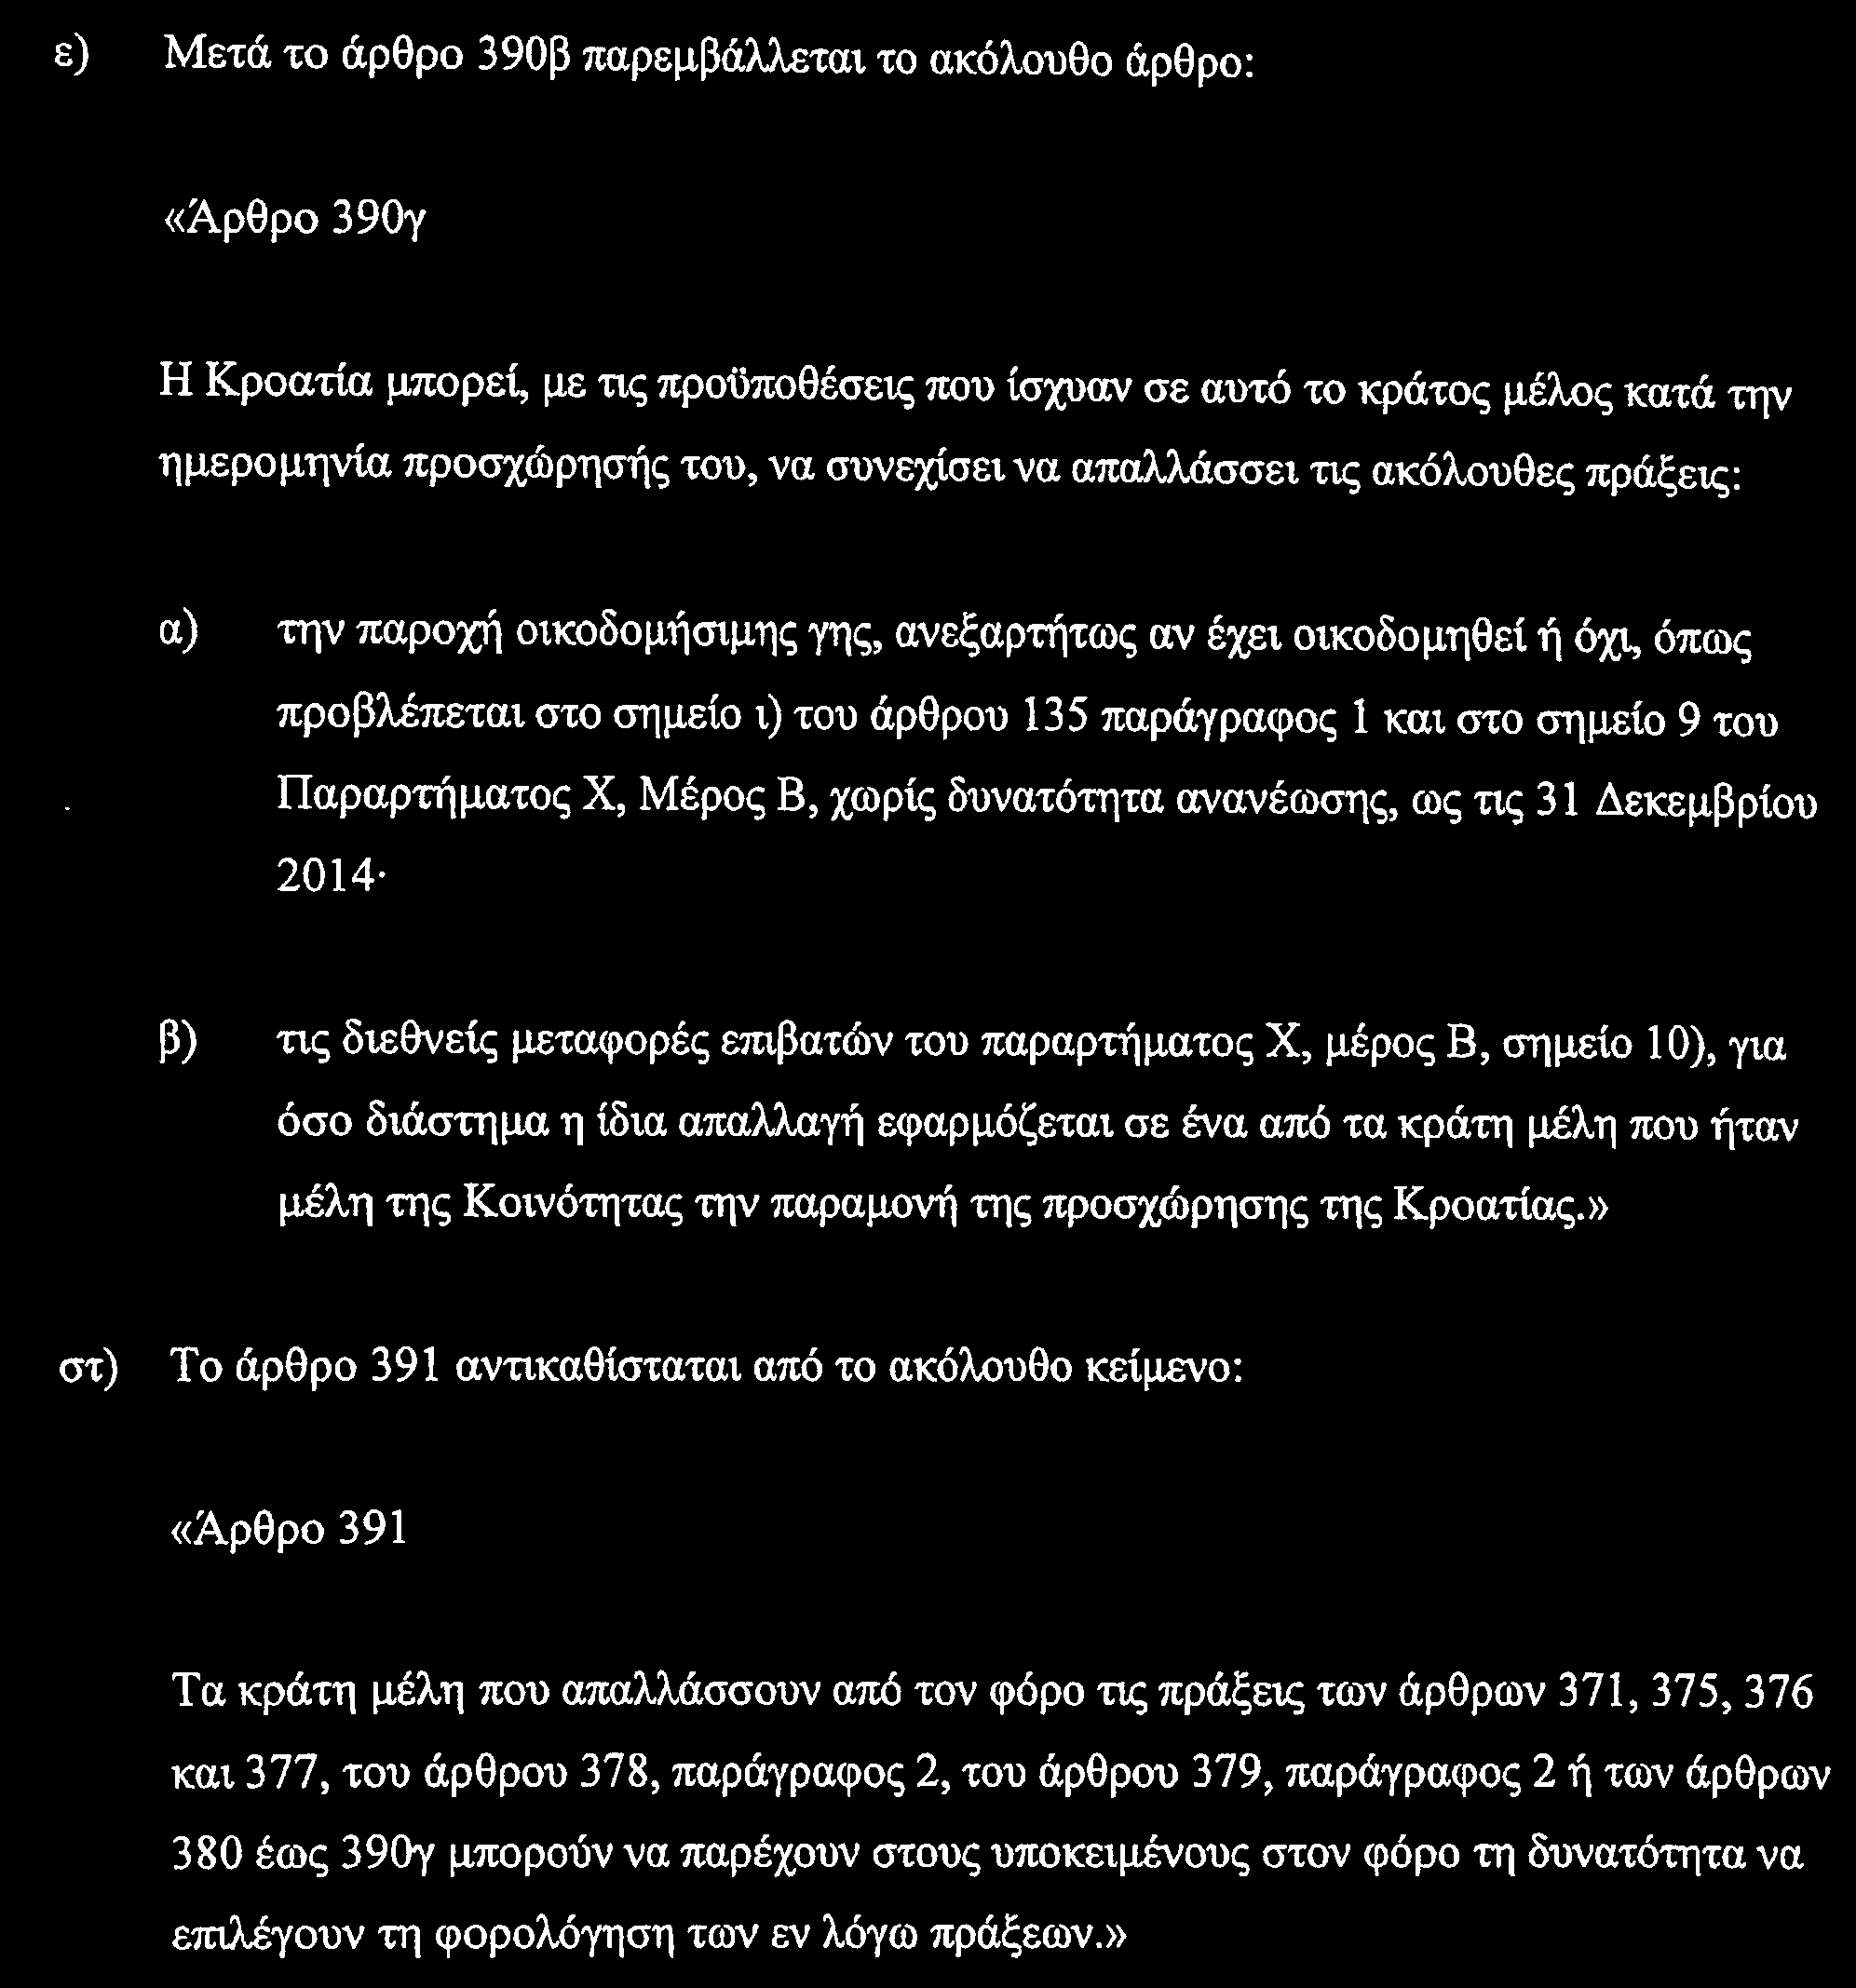 ε) Μετά το άρθρο 390β παρεμβάλλεται το ακόλουθο άρθρο:
«Άρθρο 390γ
Η Κροατία μπορεί, με τις προϋποθέσεις που ίσχυαν σε αυτό το κράτος μέλος κατά την
ημερομηνία προσχώρησής του, να συνεχίσει να απαλλάσσει τις ακόλουθες πράξεις:
α) την παροχή οικοδομήσιμης γης, ανεξαρτήτως αν έχει οικοδομηθεί ή όχι, όπως
προβλέπεται στο σημείο ι) του άρθρου 135 παράγραφος 1 και στο σημείο 9 του
Παραρτήματος Χ, Μέρος Β, χωρίς δυνατότητα ανανέωσης, ως τις 31 Δεκεμβρίου
2014·
β) τις διεθνείς μεταφορές επιβατών του παραρτήματος Χ, μέρος Β, σημείο 10), για
όσο διάστημα η ίδια απαλλαγή εφαρμόζεται σε ένα από τα κράτη μέλη που ήταν
μέλη της Κοινότητας την παραμονή της προσχώρησης της Κροατίας.»
στ) Το άρθρο 391 αντικαθίσταται από το ακόλουθο κείμενο:
«Άρθρο 391
Τα κράτη μέλη που απαλλάσσουν από τον φόρο τις πράξεις των άρθρων 371, 375, 376
και 377, του άρθρου 378, παράγραφος 2, του άρθρου 379, παράγραφος 2 ή των άρθρων
380 έως 390γ μπορούν να παρέχουν στους υποκειμένους στον φόρο τη δυνατότητα να
επιλέγουν τη φορολόγηση των εν λόγω πράξεων.»